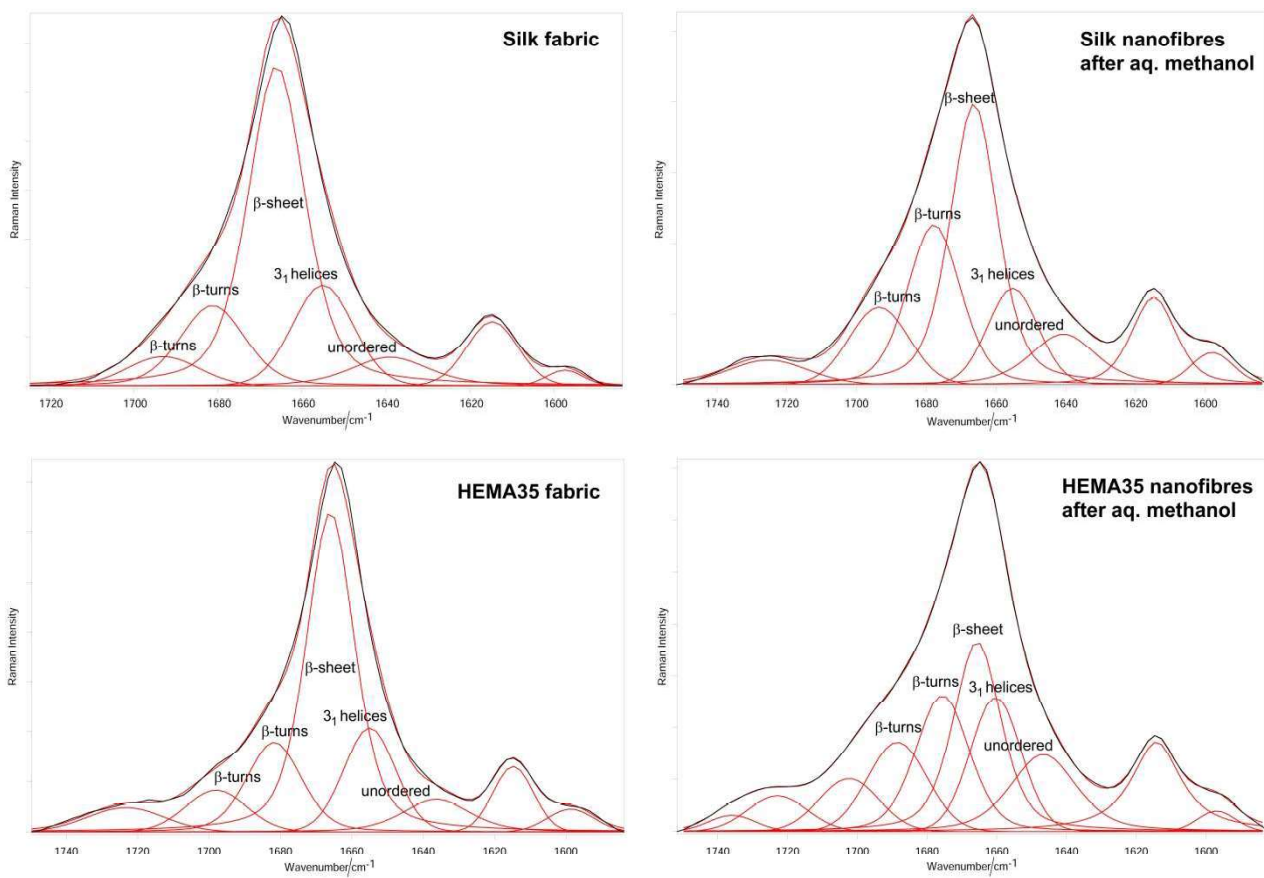 Silk fabric
β-sheet
3₁ helices
β-turns
β-turns
unordered
Raman Intensity
1720 1700 1680 1660 1640 1620 1600
Wavenumber/cm⁻¹
Silk nanofibres
after aq. methanol
β-sheet
β-turns
3₁ helices
β-turns
unordered
Raman Intensity
1740 1720 1700 1680 1660 1640 1620 1600
Wavenumber/cm⁻¹
HEMA35 fabric
β-sheet
3₁ helices
β-turns
β-turns
unordered
Raman Intensity
1740 1720 1700 1680 1660 1640 1620 1600
Wavenumber/cm⁻¹
HEMA35 nanofibres
after aq. methanol
β-sheet
β-turns
3₁ helices
β-turns
unordered
Raman Intensity
1740 1720 1700 1680 1660 1640 1620 1600
Wavenumber/cm⁻¹